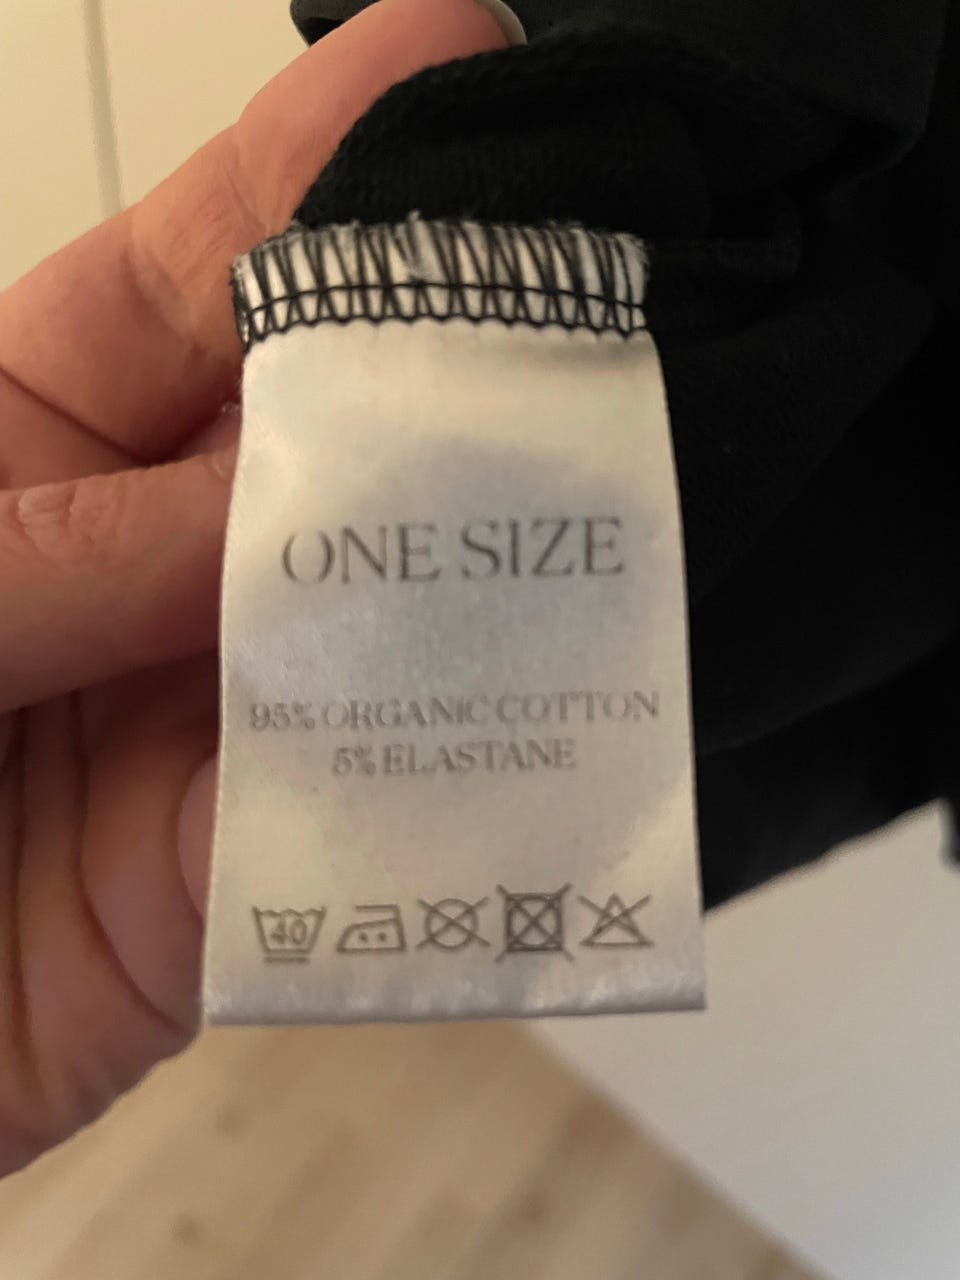 ONE SIZE
95% ORGANIC COTTON
5% ELASTANE
40